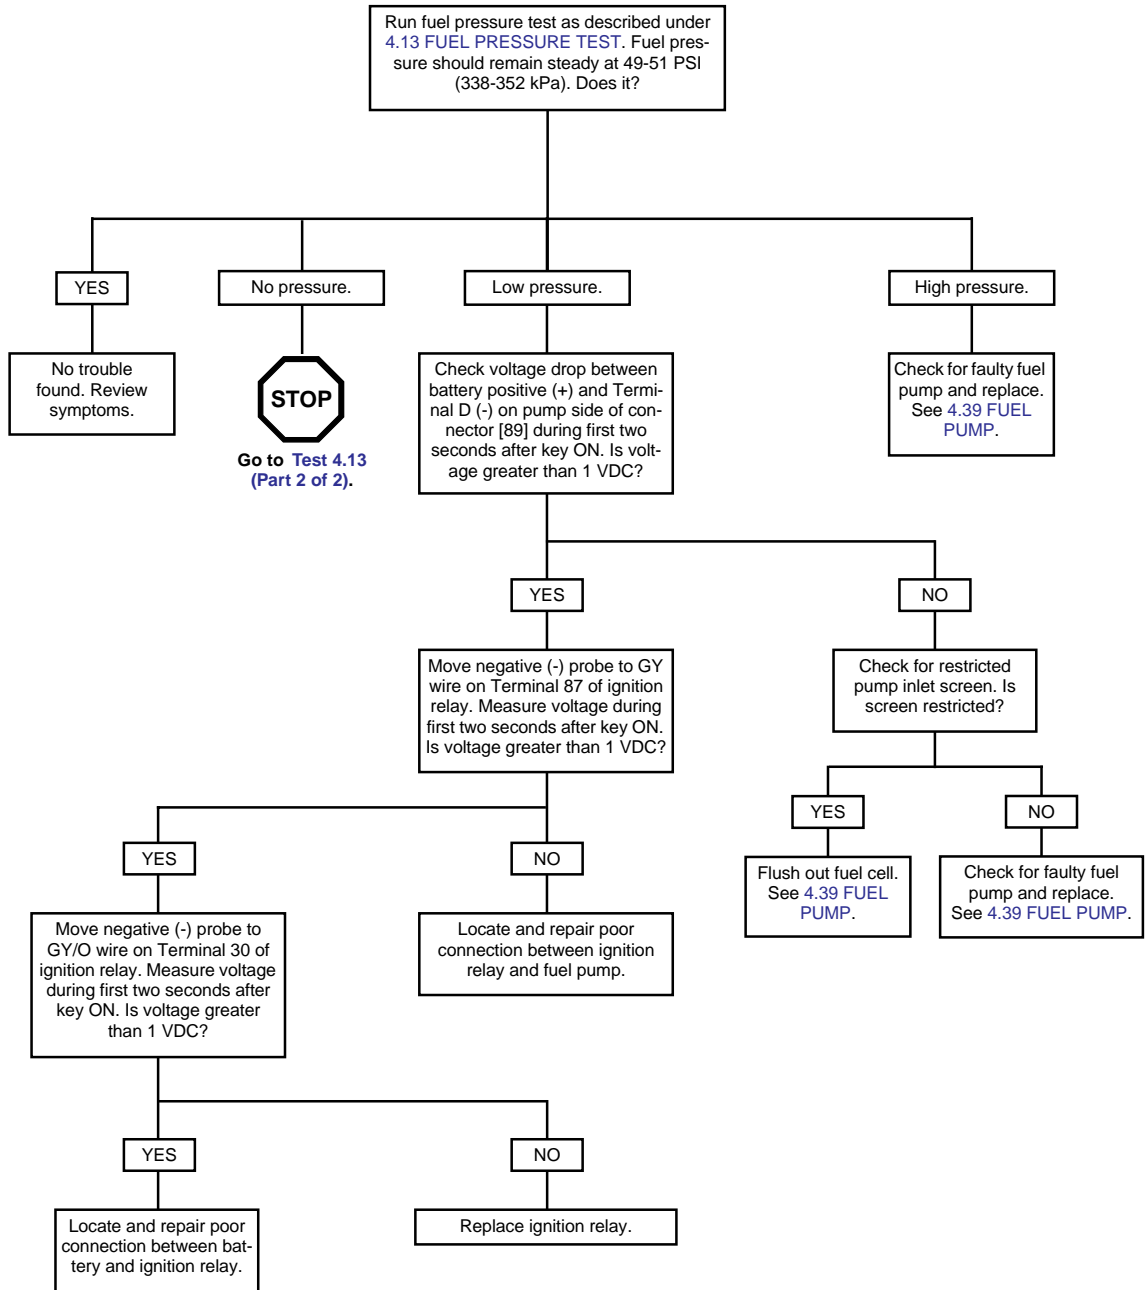 Run fuel pressure test as described under
4.13 FUEL PRESSURE TEST. Fuel pres-
sure should remain steady at 49-51 PSI
(338-352 kPa). Does it?
YES
No pressure.
Low pressure.
High pressure.
No trouble
found. Review
symptoms.
STOP
Go to Test 4.13
(Part 2 of 2).
Check voltage drop between
battery positive (+) and Termi-
nal D (-) on pump side of con-
nector [89] during first two
seconds after key ON. Is volt-
age greater than 1 VDC?
Check for faulty fuel
pump and replace.
See 4.39 FUEL
PUMP.
YES
NO
Move negative (-) probe to GY
wire on Terminal 87 of ignition
relay. Measure voltage during
first two seconds after key ON.
Is voltage greater than 1 VDC?
Check for restricted
pump inlet screen. Is
screen restricted?
YES
NO
YES
NO
Flush out fuel cell.
See 4.39 FUEL
PUMP.
Check for faulty fuel
pump and replace.
See 4.39 FUEL PUMP.
Move negative (-) probe to
GY/O wire on Terminal 30 of
ignition relay. Measure voltage
during first two seconds after
key ON. Is voltage greater
than 1 VDC?
Locate and repair poor
connection between ignition
relay and fuel pump.
YES
NO
Locate and repair poor
connection between bat-
tery and ignition relay.
Replace ignition relay.